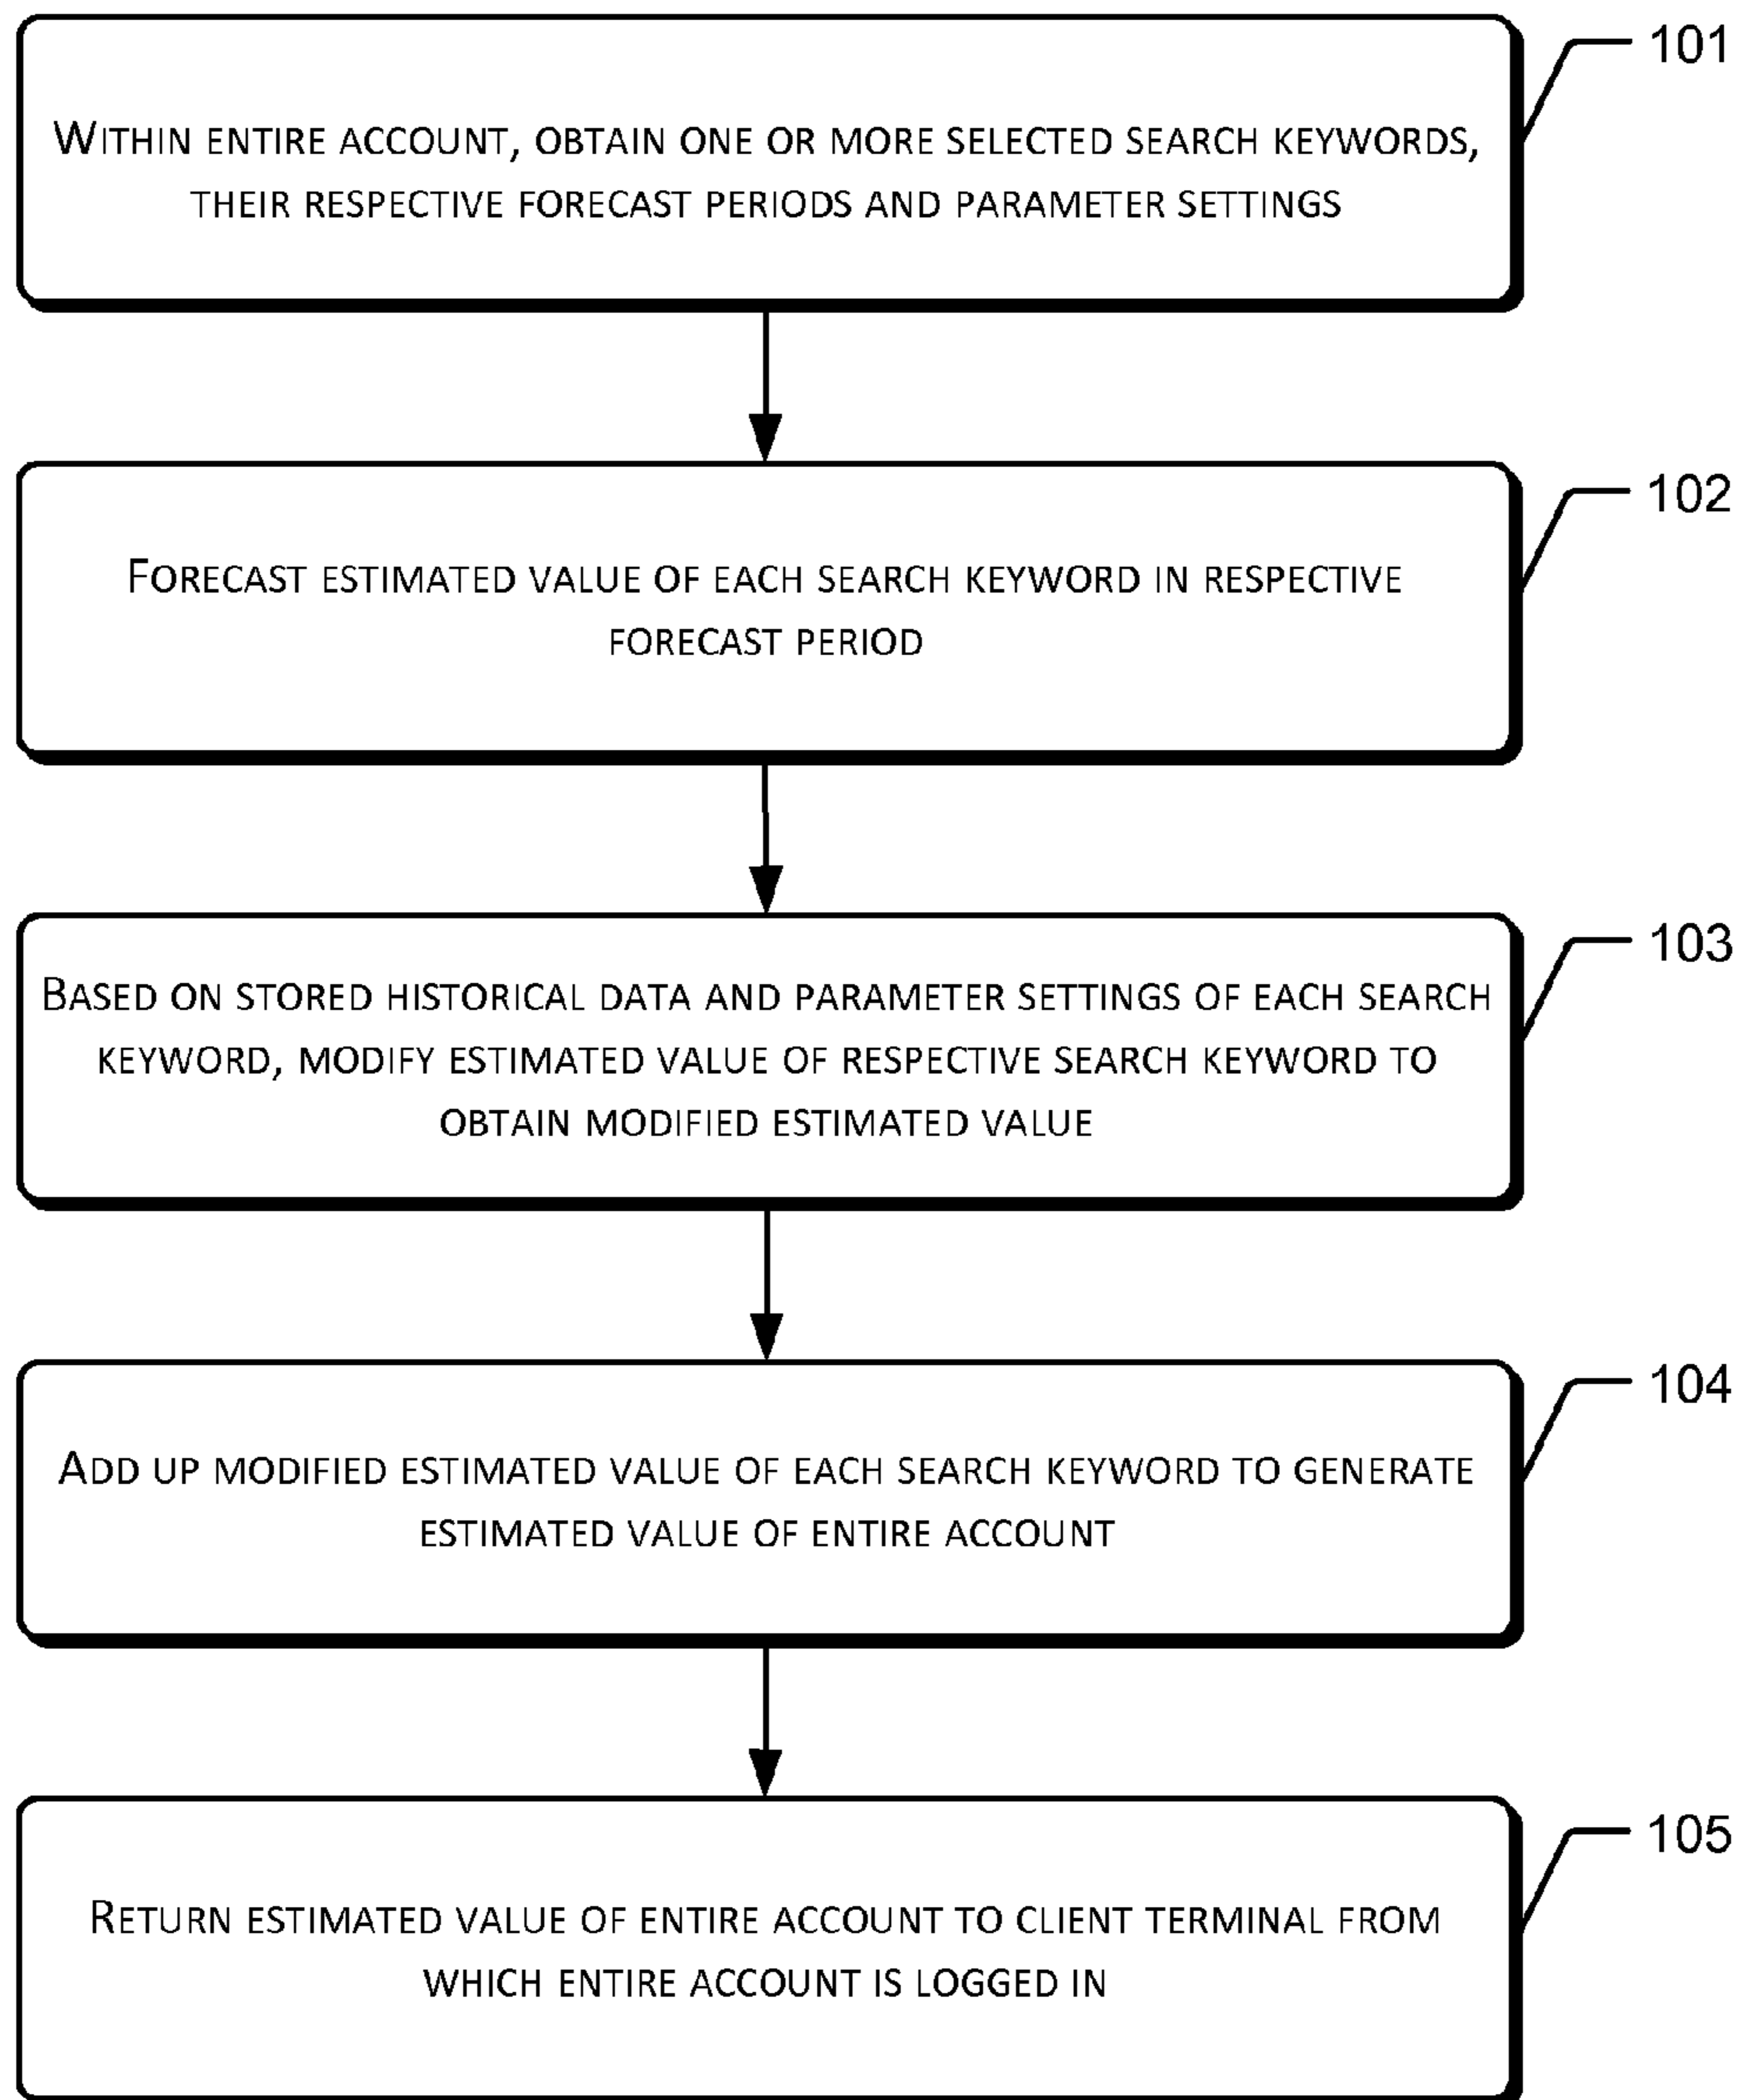 101
WITHIN ENTIRE ACCOUNT, OBTAIN ONE OR MORE SELECTED SEARCH KEYWORDS,
THEIR RESPECTIVE FORECAST PERIODS AND PARAMETER SETTINGS
102
FORECAST ESTIMATED VALUE OF EACH SEARCH KEYWORD IN RESPECTIVE
FORECAST PERIOD
103
BASED ON STORED HISTORICAL DATA AND PARAMETER SETTINGS OF EACH SEARCH
KEYWORD, MODIFY ESTIMATED VALUE OF RESPECTIVE SEARCH KEYWORD TO
OBTAIN MODIFIED ESTIMATED VALUE
104
ADD UP MODIFIED ESTIMATED VALUE OF EACH SEARCH KEYWORD TO GENERATE
ESTIMATED VALUE OF ENTIRE ACCOUNT
105
RETURN ESTIMATED VALUE OF ENTIRE ACCOUNT TO CLIENT TERMINAL FROM
WHICH ENTIRE ACCOUNT IS LOGGED IN